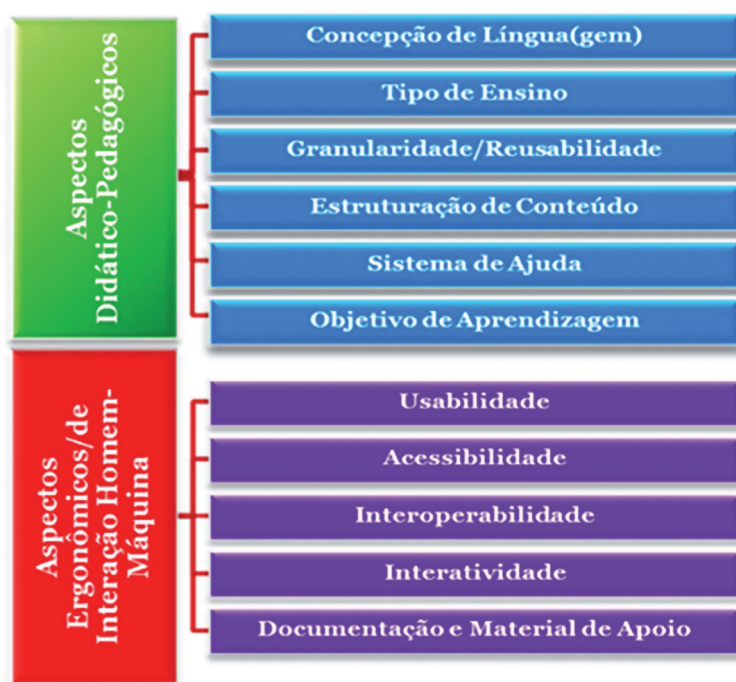 Aspectos
Didático-Pedagógicos
Concepção de Língua(gem)
Tipo de Ensino
Granularidade/Reusabilidade
Estruturação de Conteúdo
Sistema de Ajuda
Objetivo de Aprendizagem
Aspectos
Ergonômicos/de
Interação Homem-
Máquina
Usabilidade
Acessibilidade
Interoperabilidade
Interatividade
Documentação e Material de Apoio